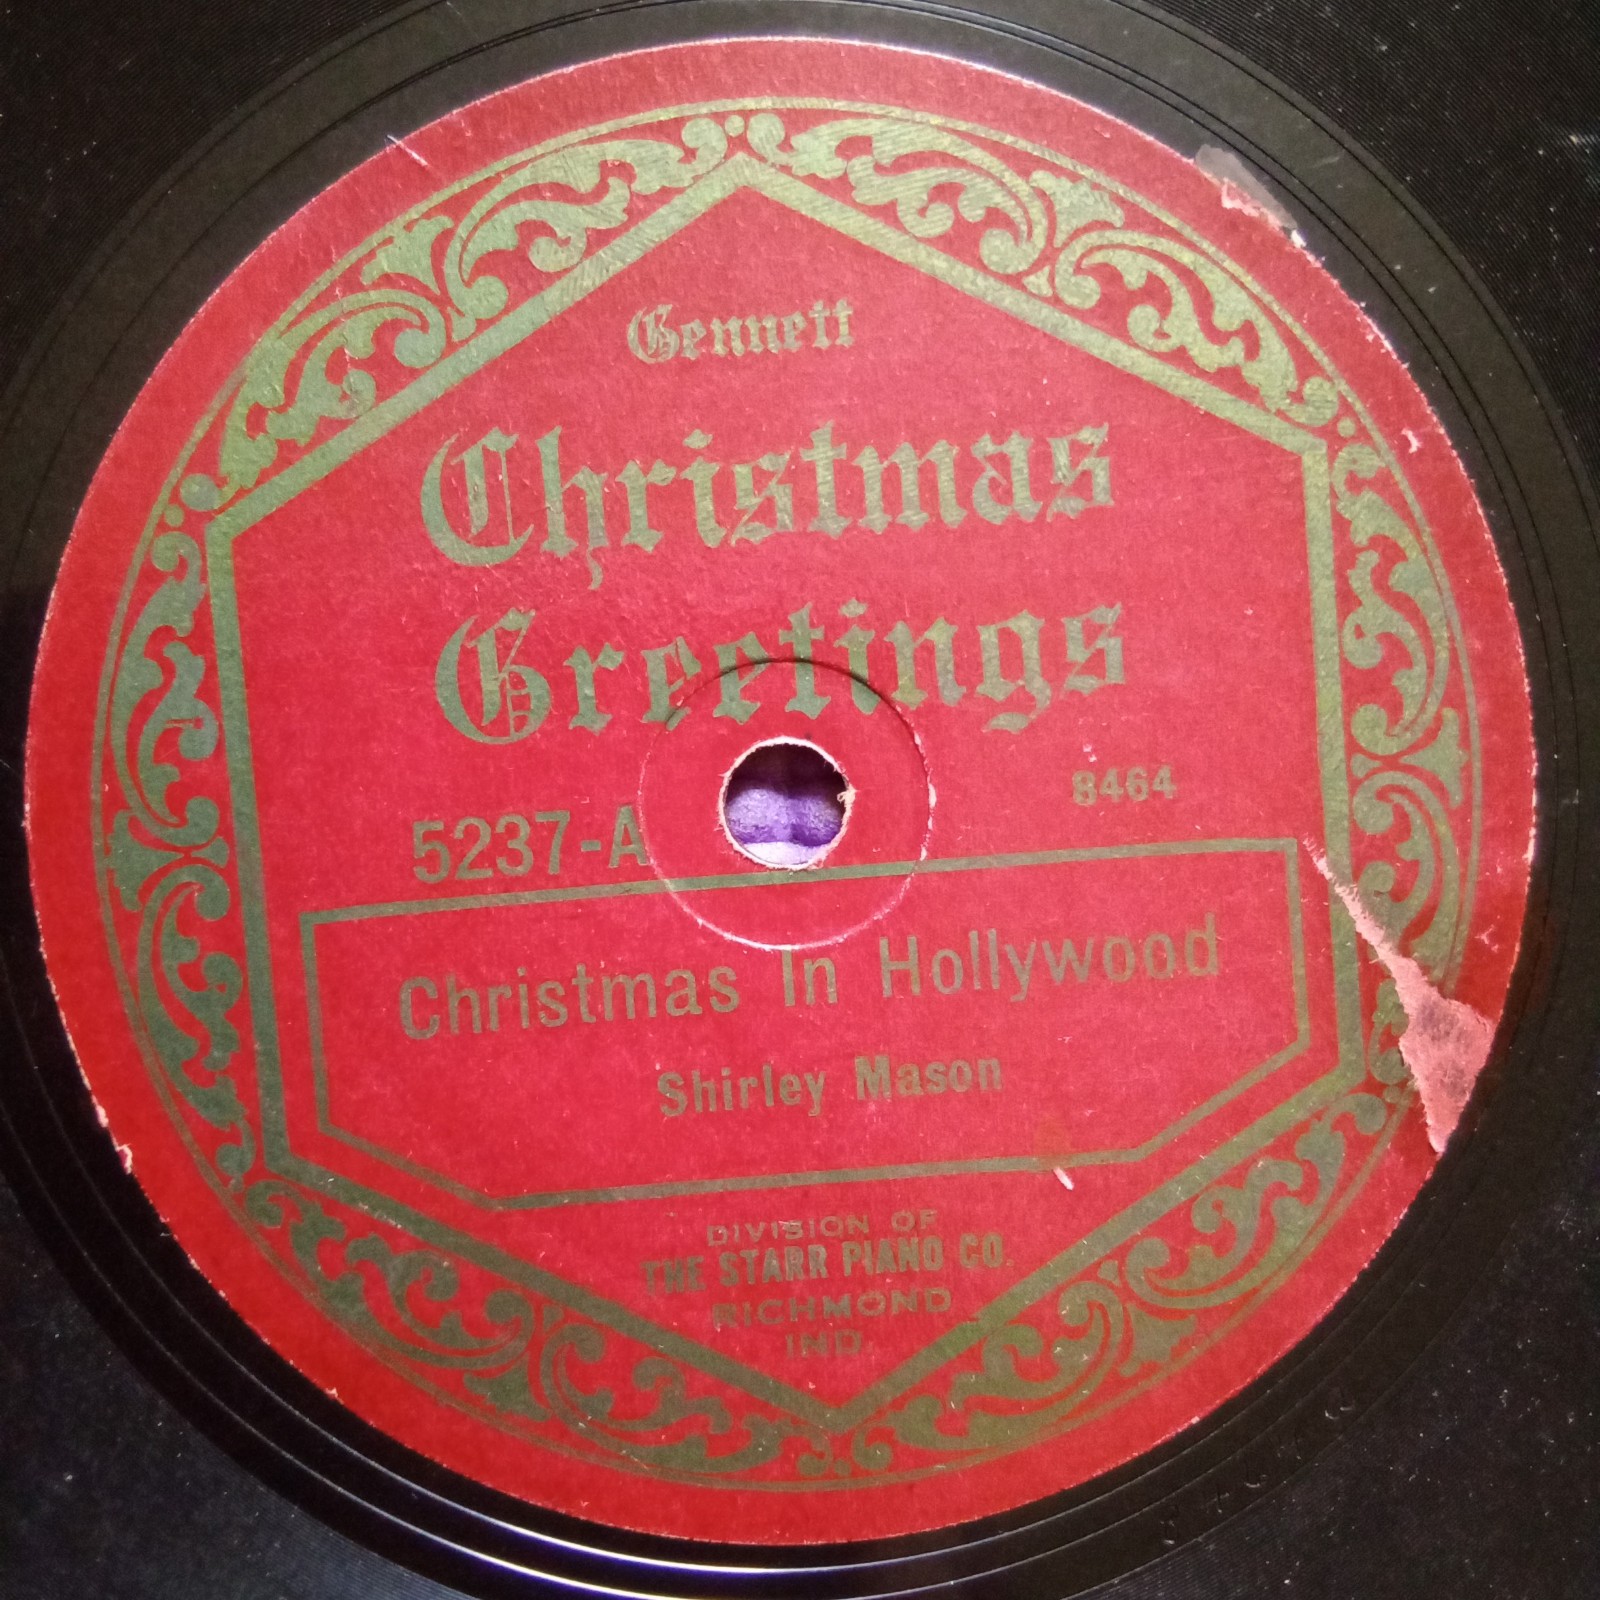 Gennett
Christmas
Greetings
8464
5237-A
Christmas In Hollywood
Shirley Mason
DIVISION OF
THE STARR PIANO CO.
RICHMOND
IND.